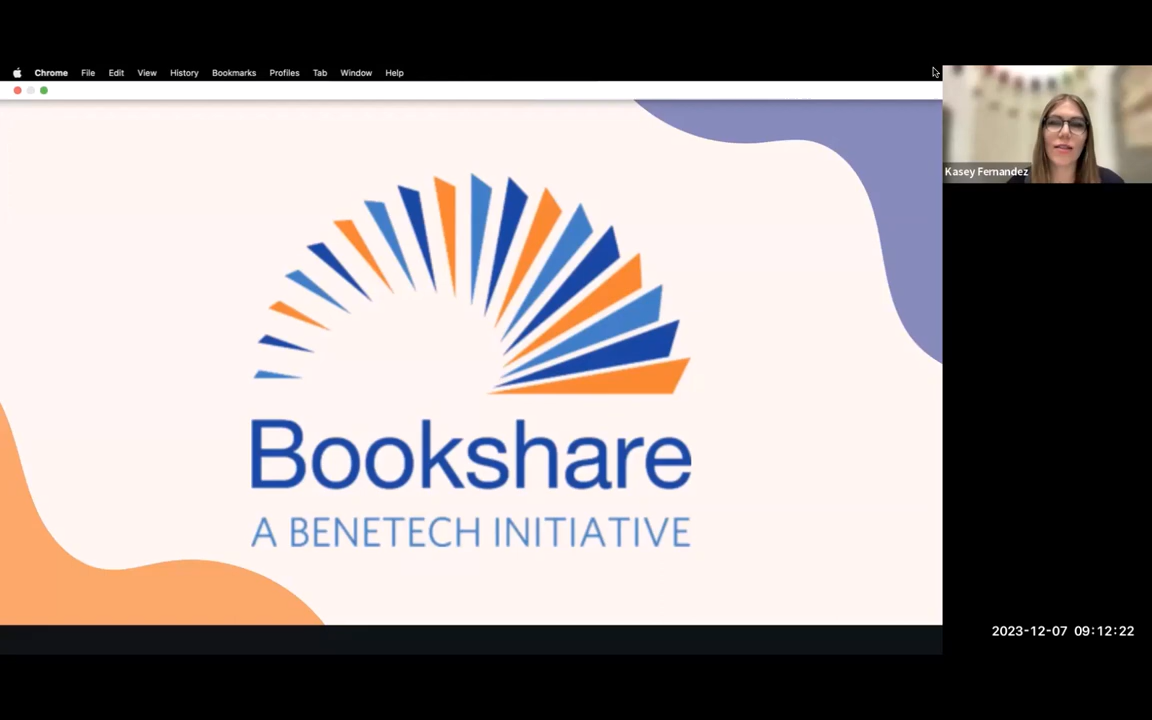 Chrome File Edit View History Bookmarks Profiles Tab Window Help
Kasey Fernandez
Bookshare
A BENETECH INITIATIVE
2023-12-07 09:12:22